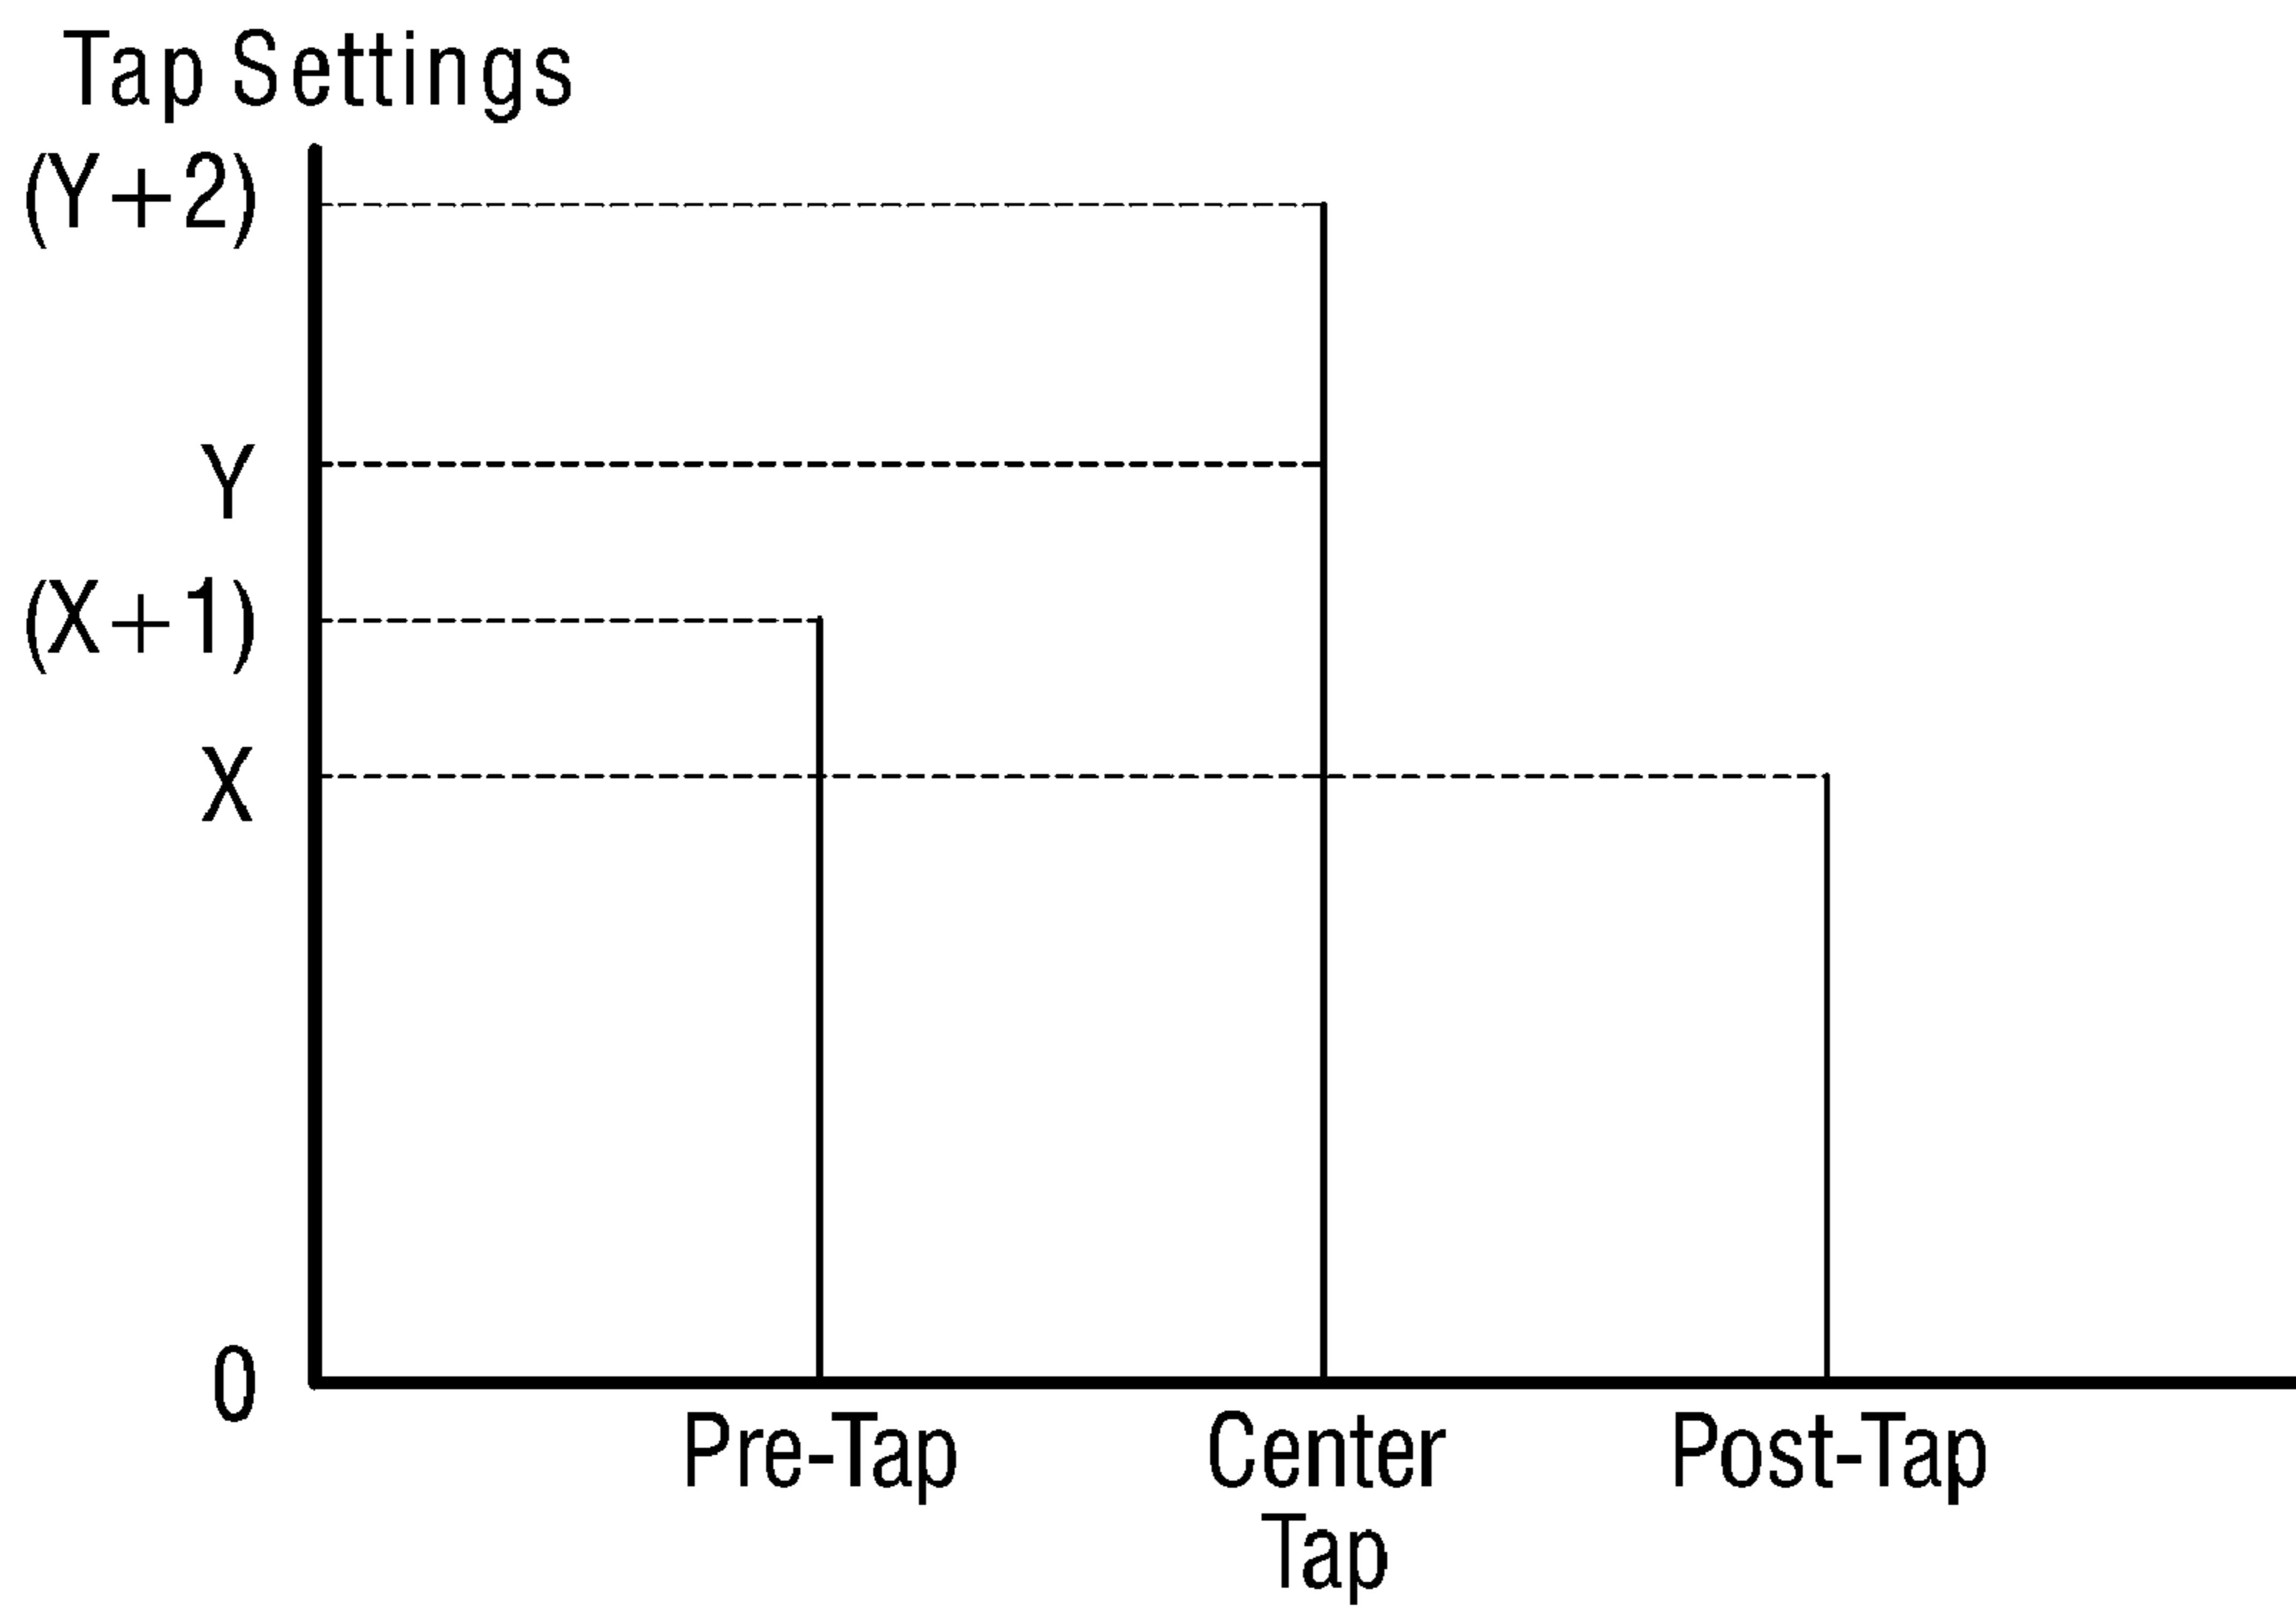 Tap Settings
(Y+2)
Y
(X+1)
X
0
Pre-Tap
Center
Tap
Post-Tap